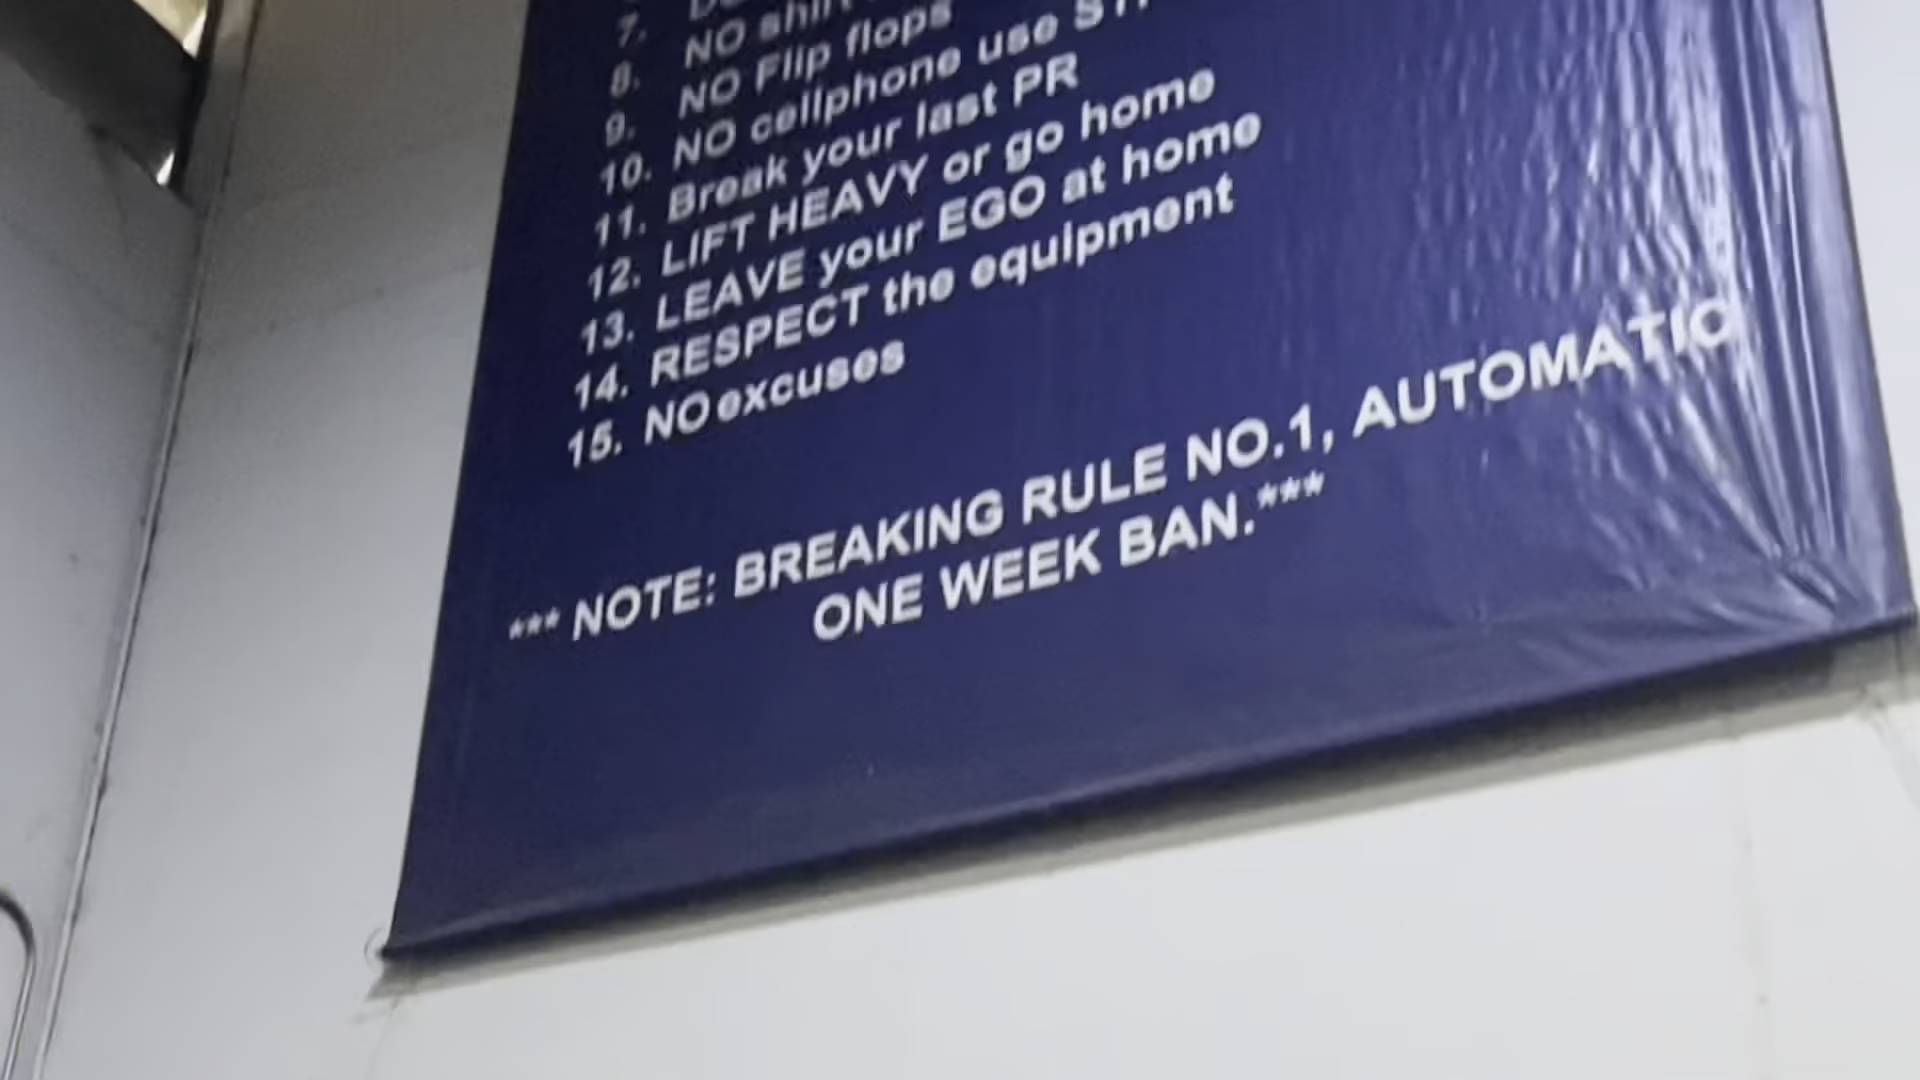 7.
8. NO
9. NO Flip flops
10. NO cellphone use
11. Break your last PR
12. LIFT HEAVY or go home
13. LEAVE your EGO at home
14. RESPECT the equipment
15. NO excuses
*** NOTE: BREAKING RULE NO.1, AUTOMATIC
ONE WEEK BAN.***